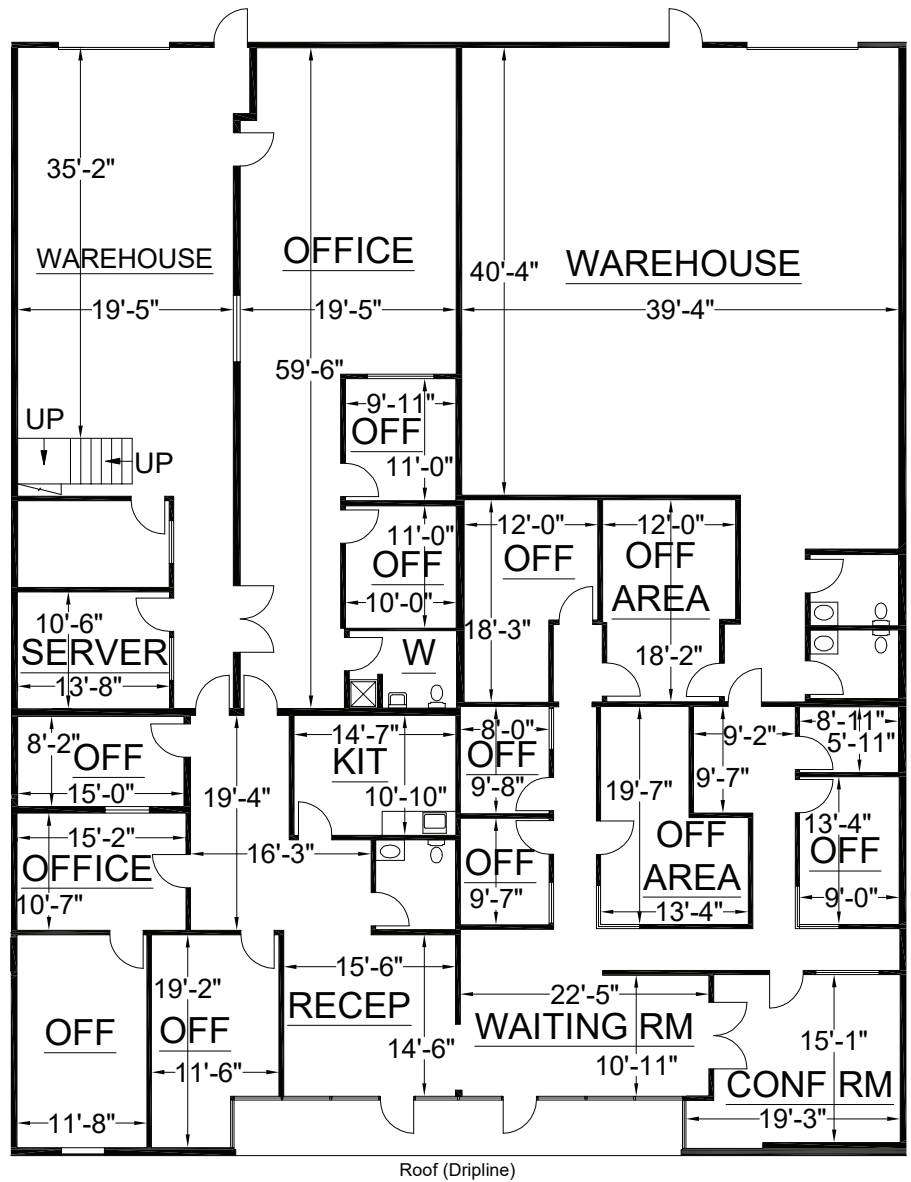 35'-2"
WAREHOUSE
19'-5"
OFFICE
19'-5"
59'-6"
40'-4"
WAREHOUSE
39'-4"
9'-11"
OFF
11'-0"
UP
UP
11'-0"
OFF
10'-0"
12'-0"
OFF
18'-3"
12'-0"
OFF
AREA
18'-2"
10'-6"
SERVER
13'-8"
W
8'-2"
OFF
15'-0"
19'-4"
14'-7"
KIT
10'-10"
8'-0"
OFF
9'-8"
19'-7"
OFF
AREA
13'-4"
9'-2"
9'-7"
8'-11"
5'-11"
13'-4"
OFF
9'-0"
15'-2"
OFFICE
10'-7"
16'-3"
OFF
9'-7"
OFF
11'-8"
19'-2"
OFF
11'-6"
15'-6"
RECEP
14'-6"
22'-5"
WAITING RM
10'-11"
15'-1"
CONF RM
19'-3"
Roof (Dripline)